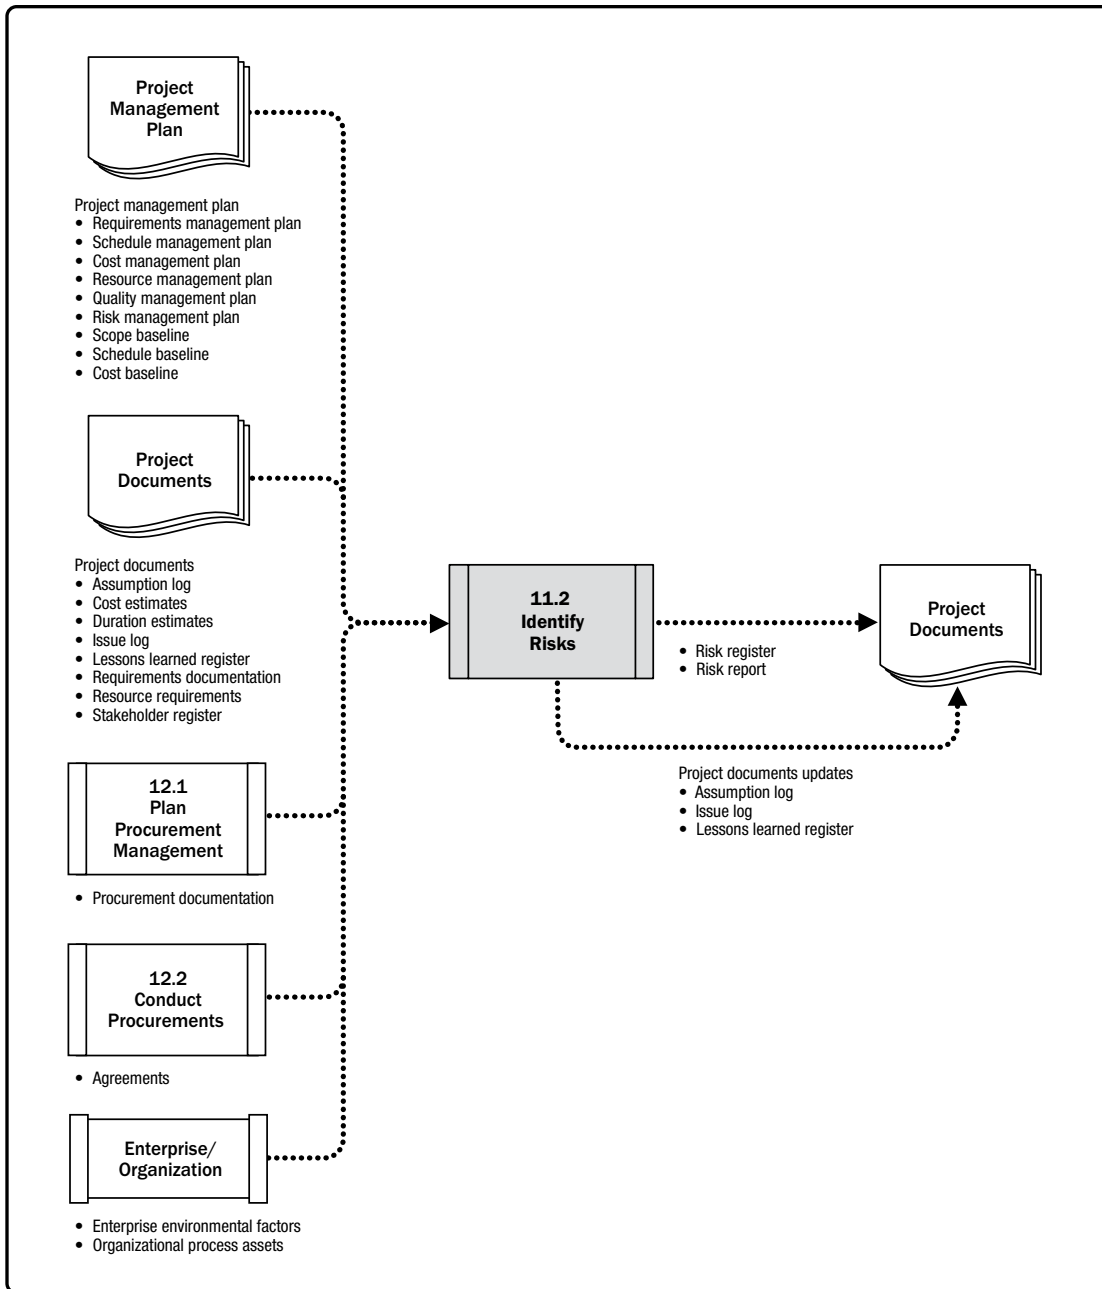 Project
Management
Plan
Project management plan
• Requirements management plan
• Schedule management plan
• Cost management plan
• Resource management plan
• Quality management plan
• Risk management plan
• Scope baseline
• Schedule baseline
• Cost baseline
Project
Documents
Project documents
• Assumption log
• Cost estimates
• Duration estimates
• Issue log
• Lessons learned register
• Requirements documentation
• Resource requirements
• Stakeholder register
12.1
Plan
Procurement
Management
• Procurement documentation
12.2
Conduct
Procurements
• Agreements
Enterprise/
Organization
• Enterprise environmental factors
• Organizational process assets
11.2
Identify
Risks
• Risk register
• Risk report
Project
Documents
Project documents updates
• Assumption log
• Issue log
• Lessons learned register